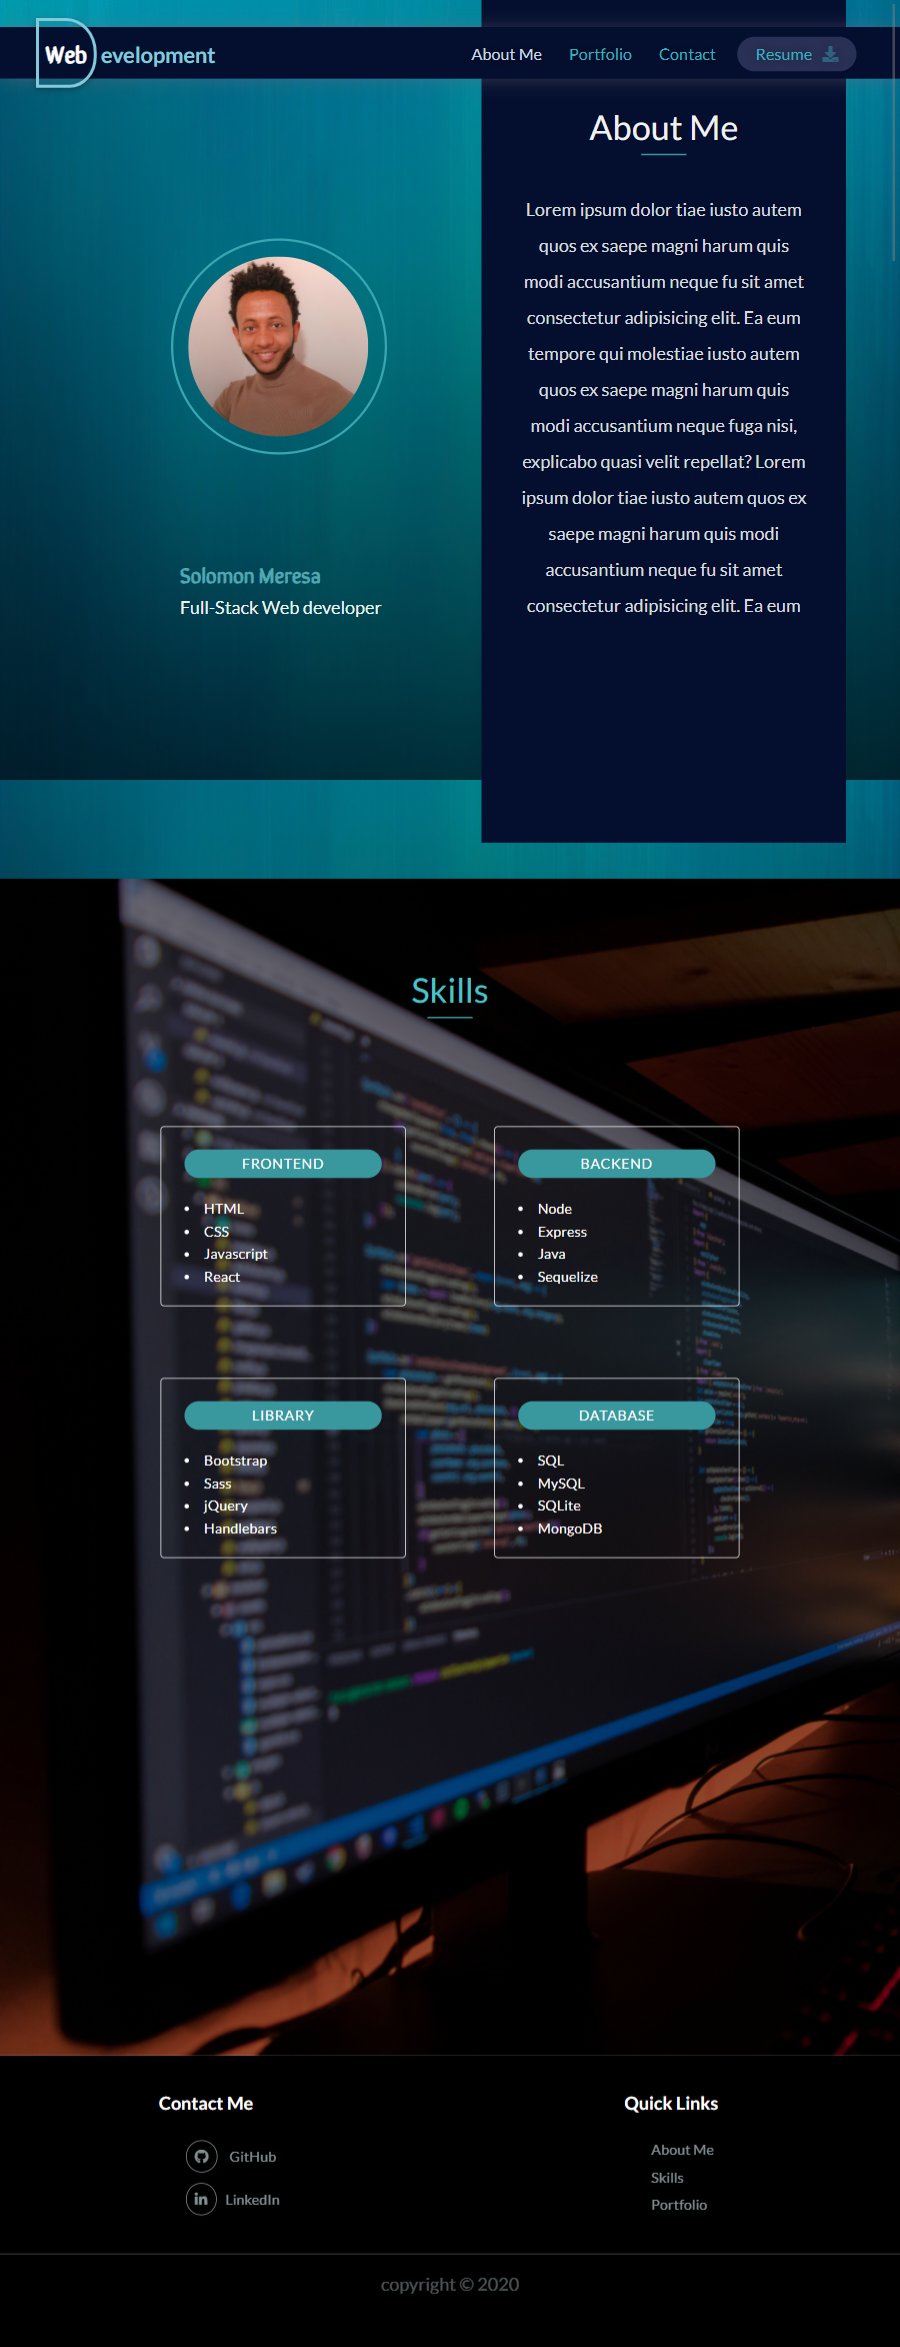 Web evelopment
About Me Portfolio Contact Resume
About Me
Lorem ipsum dolor tiae iusto autem
quos ex saepe magni harum quis
modi accusantium neque fu sit amet
consectetur adipisicing elit. Ea eum
tempore qui molestiae iusto autem
quos ex saepe magni harum quis
modi accusantium neque fuga nisi,
explicabo quasi velit repellat? Lorem
ipsum dolor tiae iusto autem quos ex
saepe magni harum quis modi
accusantium neque fu sit amet
consectetur adipisicing elit. Ea eum
Solomon Meresa
Full-Stack Web developer
Skills
FRONTEND
• HTML
• CSS
• Javascript
• React
BACKEND
• Node
• Express
• Java
• Sequelize
LIBRARY
• Bootstrap
• Sass
• jQuery
• Handlebars
DATABASE
• SQL
• MySQL
• SQLite
• MongoDB
Contact Me
GitHub
in LinkedIn
Quick Links
About Me
Skills
Portfolio
copyright © 2020